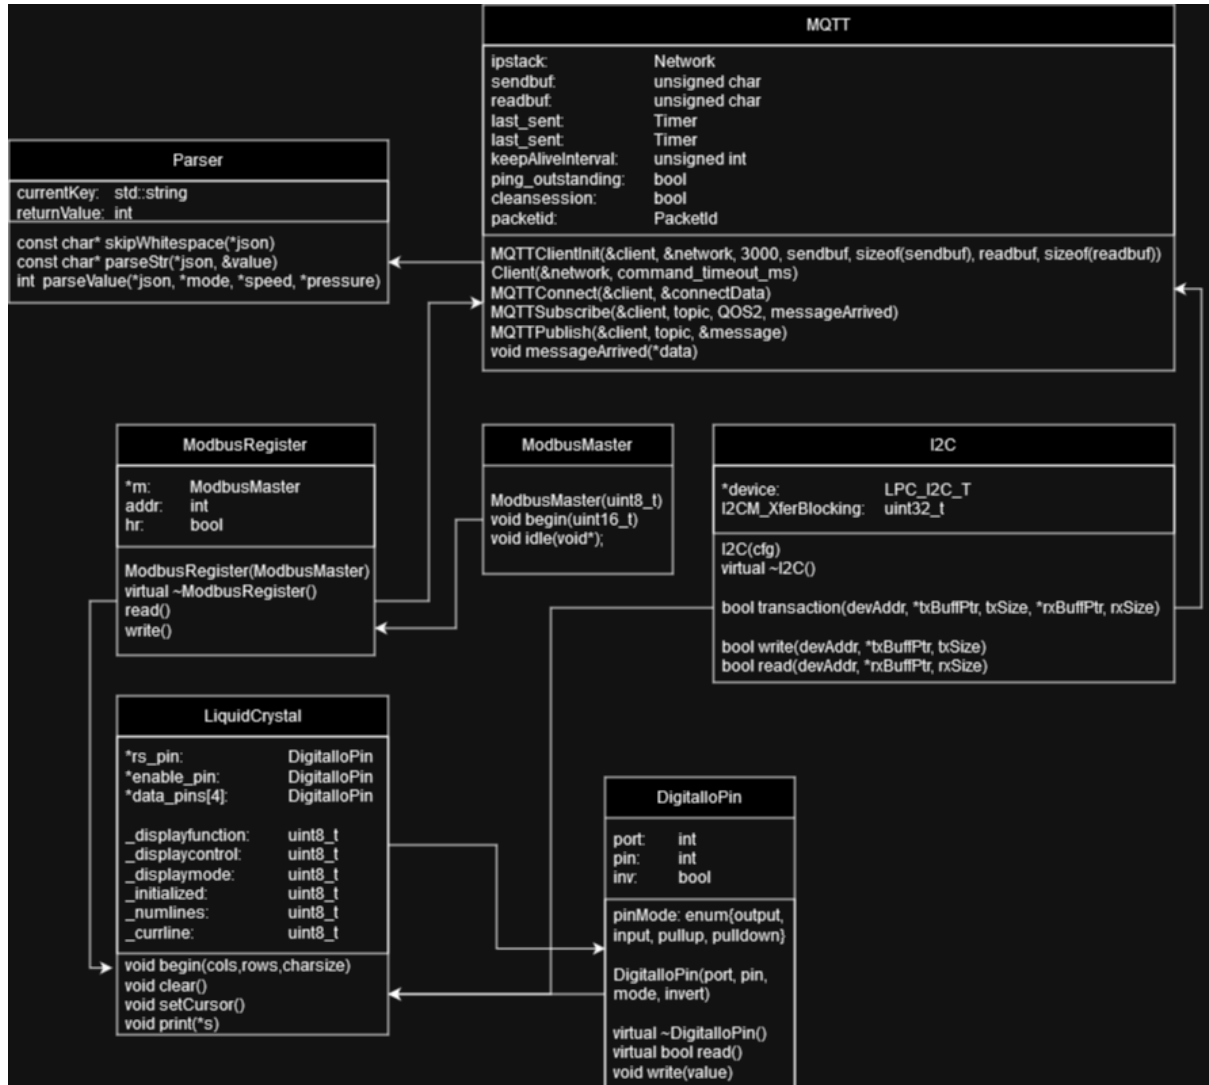 MQTT
ipstack: Network
sendbuf: unsigned char
readbuf: unsigned char
last_sent: Timer
last_sent: Timer
keepAliveInterval: unsigned int
ping_outstanding: bool
cleansession: bool
packetid: PacketId
MQTTClientInit(&client, &network, 3000, sendbuf, sizeof(sendbuf), readbuf, sizeof(readbuf))
Client(&network, command_timeout_ms)
MQTTConnect(&client, &connectData)
MQTTSubscribe(&client, topic, QOS2, messageArrived)
MQTTPublish(&client, topic, &message)
void messageArrived(*data)
Parser
currentKey: std::string
returnValue: int
const char* skipWhitespace(*json)
const char* parseStr(*json, &value)
int parseValue(*json, *mode, *speed, *pressure)
ModbusRegister
*m: ModbusMaster
addr: int
hr: bool
ModbusRegister(ModbusMaster)
virtual ~ModbusRegister()
read()
write()
ModbusMaster
ModbusMaster(uint8_t)
void begin(uint16_t)
void idle(void*);
I2C
*device: LPC_I2C_T
I2CM_XferBlocking: uint32_t
I2C(cfg)
virtual ~I2C()
bool transaction(devAddr, *txBuffPtr, txSize, *rxBuffPtr, rxSize)
bool write(devAddr, *txBuffPtr, txSize)
bool read(devAddr, *rxBuffPtr, rxSize)
LiquidCrystal
*rs_pin: DigitalIoPin
*enable_pin: DigitalIoPin
*data_pins[4]: DigitalIoPin
_displayfunction: uint8_t
_displaycontrol: uint8_t
_displaymode: uint8_t
_initialized: uint8_t
_numlines: uint8_t
_currline: uint8_t
void begin(cols,rows,charsize)
void clear()
void setCursor()
void print(*s)
DigitalIoPin
port: int
pin: int
inv: bool
pinMode: enum{output,
input, pullup, pulldown}
DigitalIoPin(port, pin,
mode, invert)
virtual ~DigitalIoPin()
virtual bool read()
void write(value)